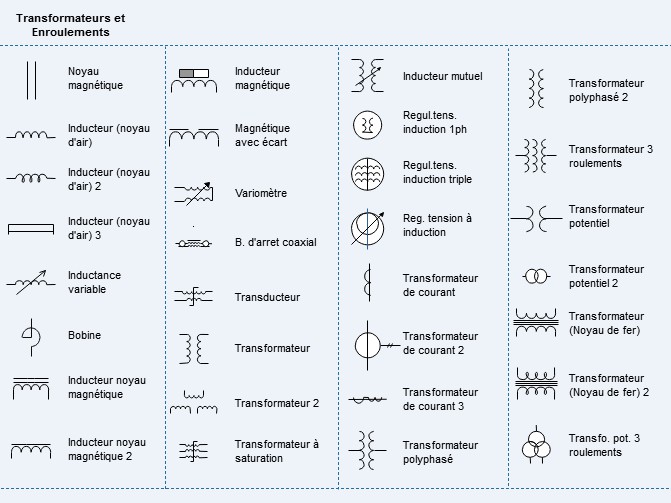 Transformateurs et
Enroulements
Noyau
magnétique
Inducteur (noyau
d'air)
Inducteur (noyau
d'air) 2
Inducteur (noyau
d'air) 3
Inductance
variable
Bobine
Inducteur noyau
magnétique
Inducteur noyau
magnétique 2
Inducteur
magnétique
Magnétique
avec écart
Variomètre
B. d'arret coaxial
Transducteur
Transformateur
Transformateur 2
Transformateur à
saturation
Inducteur mutuel
Regul.tens.
induction 1ph
Regul.tens.
induction triple
Reg. tension à
induction
Transformateur
de courant
Transformateur
de courant 2
Transformateur
de courant 3
Transformateur
polyphasé
Transformateur
polyphasé 2
Transformateur 3
roulements
Transformateur
potentiel
Transformateur
potentiel 2
Transformateur
(Noyau de fer)
Transformateur
(Noyau de fer) 2
Transfo. pot. 3
roulements